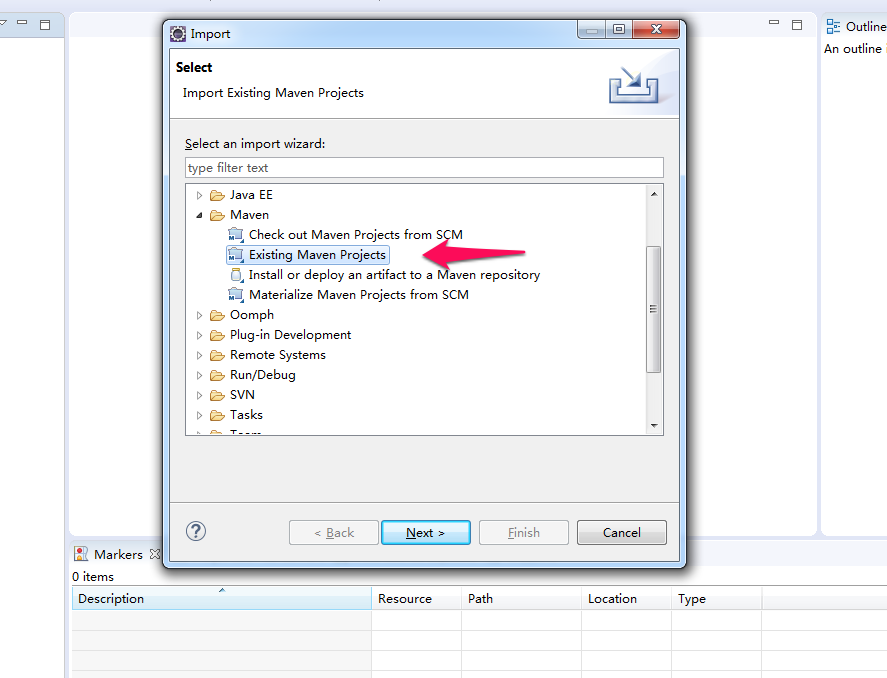 Import
Select
Import Existing Maven Projects
Select an import wizard:
type filter text
Java EE
Maven
Check out Maven Projects from SCM
Existing Maven Projects
Install or deploy an artifact to a Maven repository
Materialize Maven Projects from SCM
Oomph
Plug-in Development
Remote Systems
Run/Debug
SVN
Tasks
Team
< Back
Next >
Finish
Cancel
Outline
An outline i
Markers
0 items
Description Resource Path Location Type